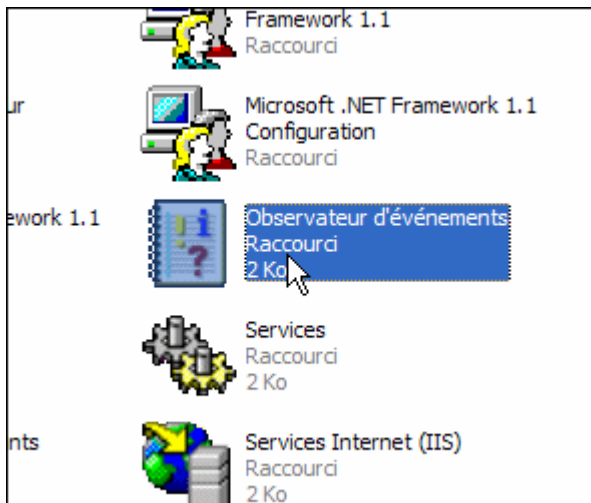 Framework 1.1
Raccourci
ur
Microsoft .NET Framework 1.1
Configuration
Raccourci
ework 1.1
Observateur d'événements
Raccourci
2 Ko
Services
Raccourci
2 Ko
nts
Services Internet (IIS)
Raccourci
2 Ko